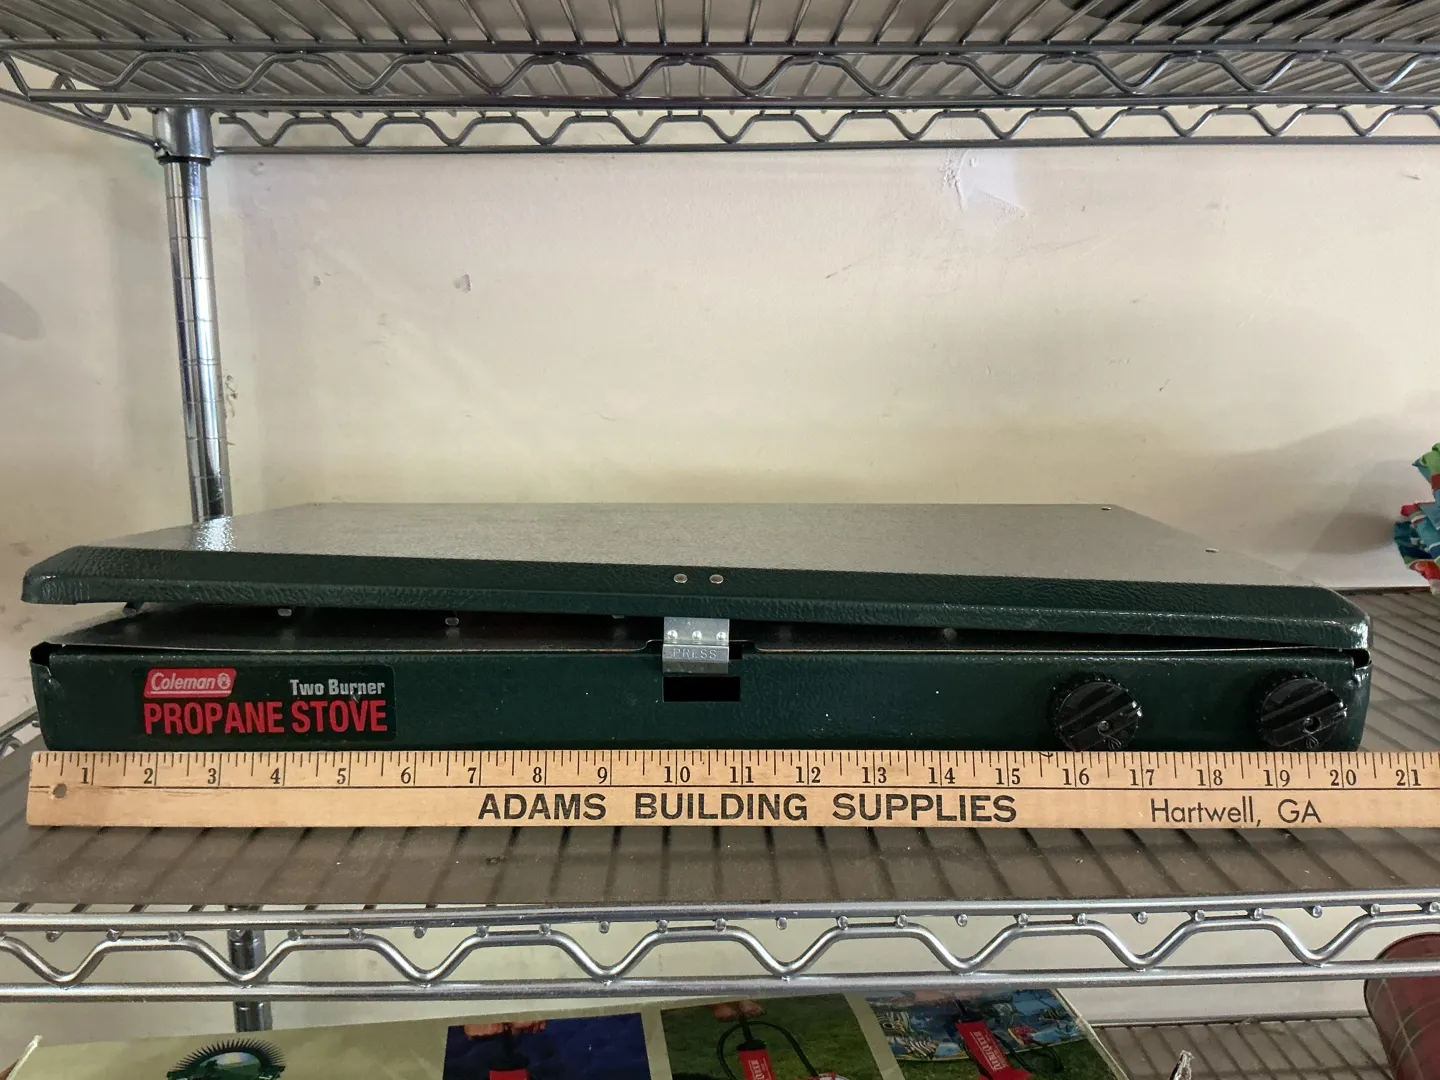 PRESS
Coleman
Two Burner
PROPANE STOVE
1 2 3 4 5 6 7 8 9 10 11 12 13 14 15 16 17 18 19 20 21
ADAMS BUILDING SUPPLIES Hartwell, GA